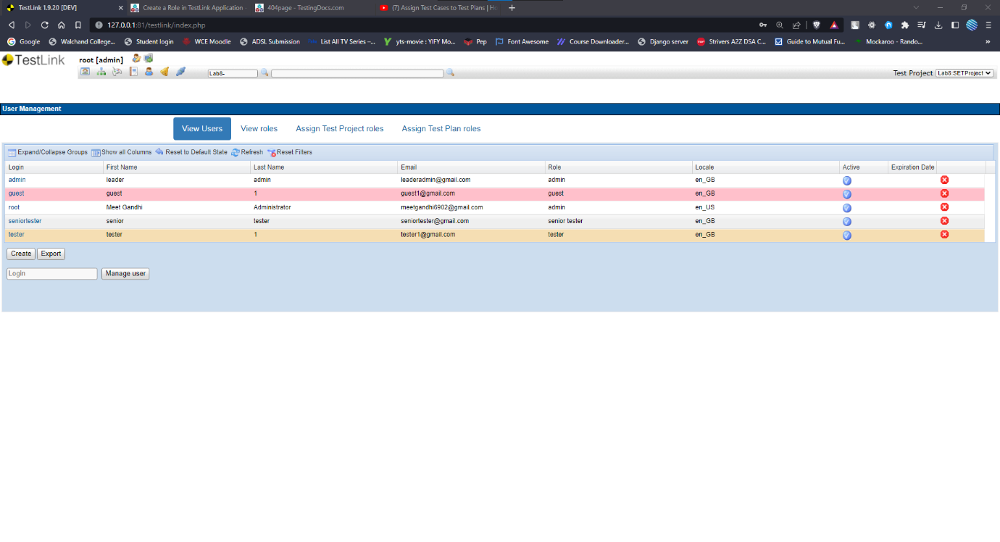 TestLink 1.9.20 [DEV] Create a Role in TestLink Application - 404page - TestingDocs.com (7) Assign Test Cases to Test Plans | Ho
127.0.0.1:81/testlink/index.php
Google Walchand College... Student login WCE Moodle ADSL Submission List All TV Series –... yts-movie : YIFY Mo... Pep Font Awesome Course Downloader... Django server Strivers A2Z DSA C... Guide to Mutual Fu... Mockaroo - Rando... »
TestLink root [admin]
Lab8- Test Project Lab8:SETProject
User Management
View Users View roles Assign Test Project roles Assign Test Plan roles
Expand/Collapse Groups Show all Columns Reset to Default State Refresh Reset Filters
Login First Name Last Name Email Role Locale Active Expiration Date
admin leader admin leaderadmin@gmail.com admin en_GB
guest guest 1 guest1@gmail.com guest en_GB
root Meet Gandhi Administrator meetgandhi6902@gmail.com admin en_US
seniortester senior tester seniortester@gmail.com senior tester en_GB
tester tester 1 tester1@gmail.com tester en_GB
Create Export
Login Manage user